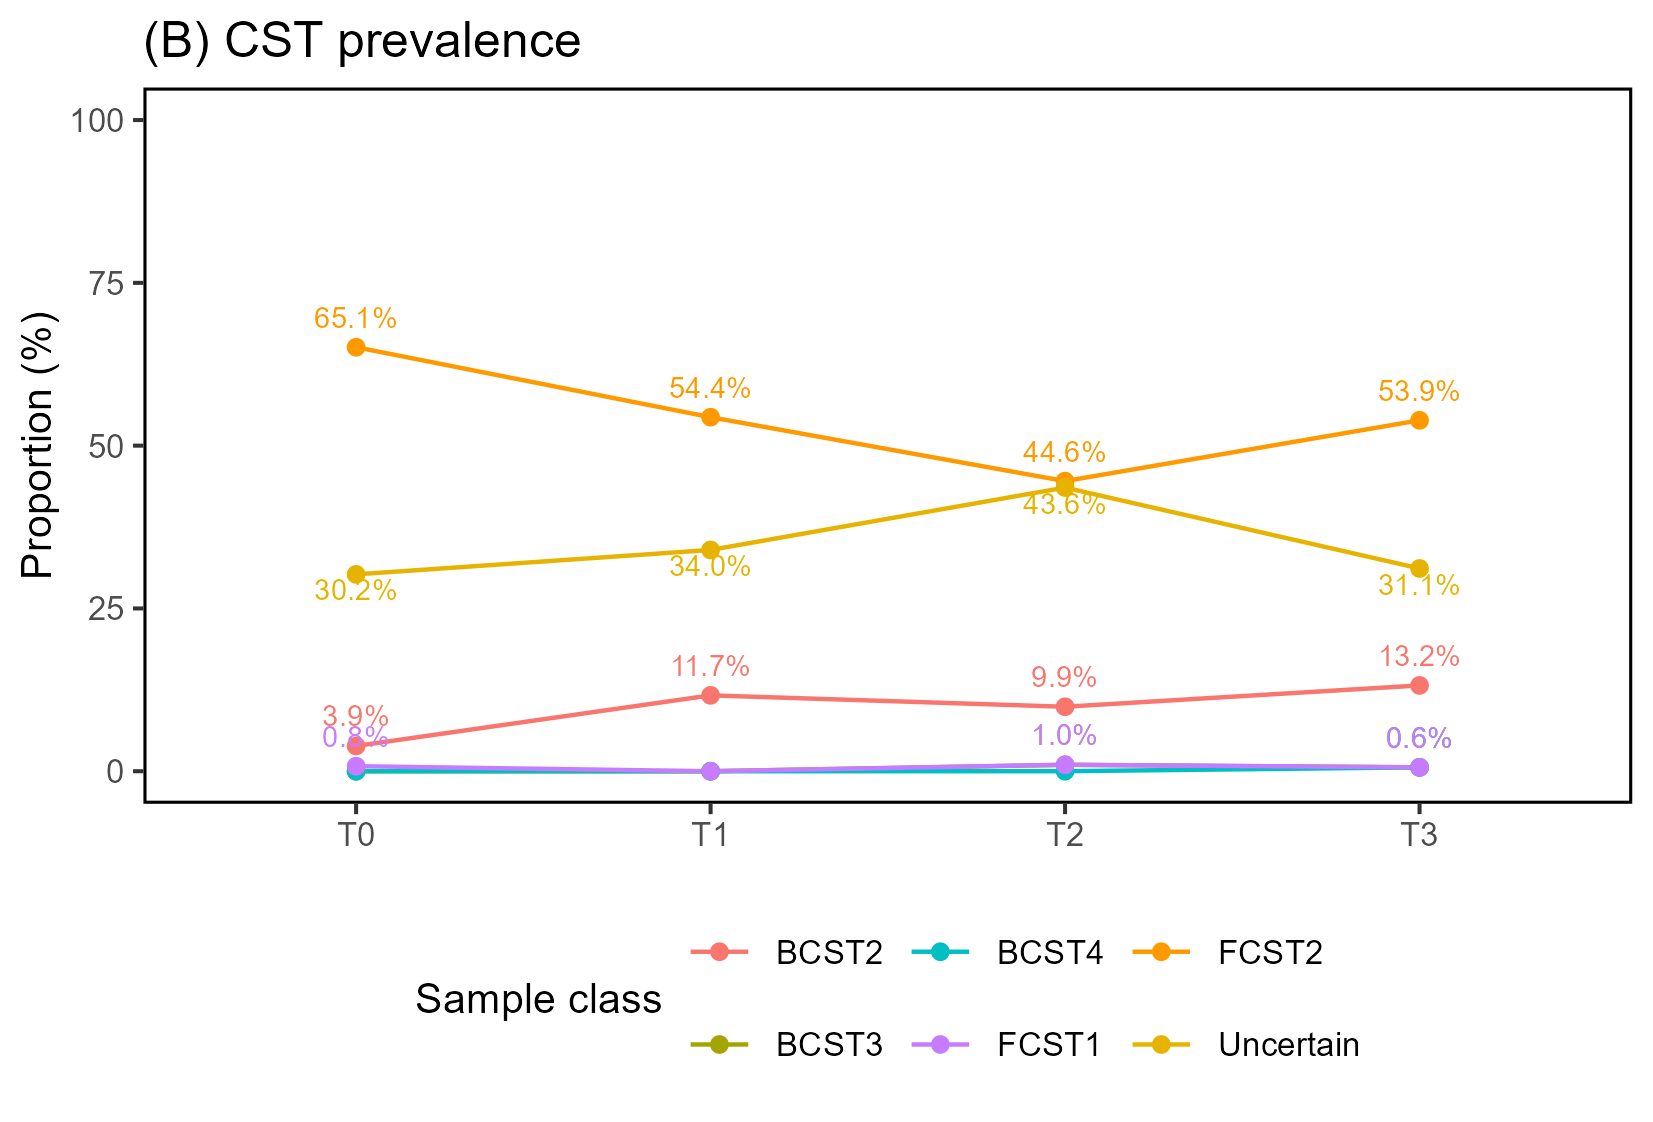 (B) CST prevalence
Proportion (%)
100
75
50
25
0
65.1%
54.4%
44.6%
53.9%
30.2%
34.0%
43.6%
31.1%
3.9%
11.7%
9.9%
13.2%
0.8%
1.0%
0.6%
T0
T1
T2
T3
Sample class
BCST2
BCST4
FCST2
BCST3
FCST1
Uncertain